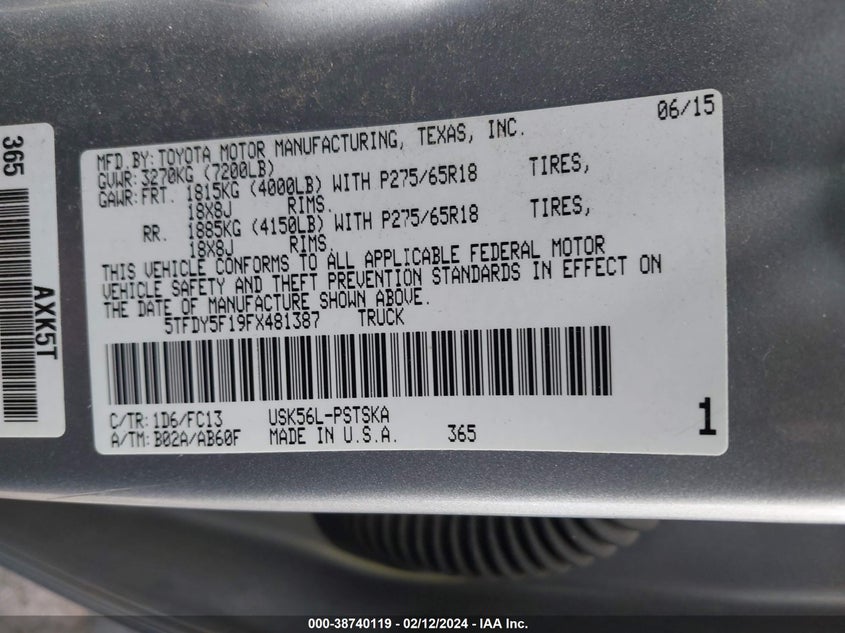 365
AXK5T
06/15
MFD.BY:TOYOTA MOTOR MANUFACTURING, TEXAS, INC.
GVWR:3270KG (7200LB)
GAWR:FRT. 1815KG (4000LB) WITH P275/65R18 TIRES,
18X8J RIMS.
RR. 1885KG (4150LB) WITH P275/65R18 TIRES,
18X8J RIMS.
THIS VEHICLE CONFORMS TO ALL APPLICABLE FEDERAL MOTOR
VEHICLE SAFETY AND THEFT PREVENTION STANDARDS IN EFFECT ON
THE DATE OF MANUFACTURE SHOWN ABOVE.
5TFDY5F19FX481387 TRUCK
C/TR:1D6/FC13 USK56L-PSTSKA
A/TM:B02A/AB60F MADE IN U.S.A. 365
1
000-38740119 - 02/12/2024 - IAA Inc.